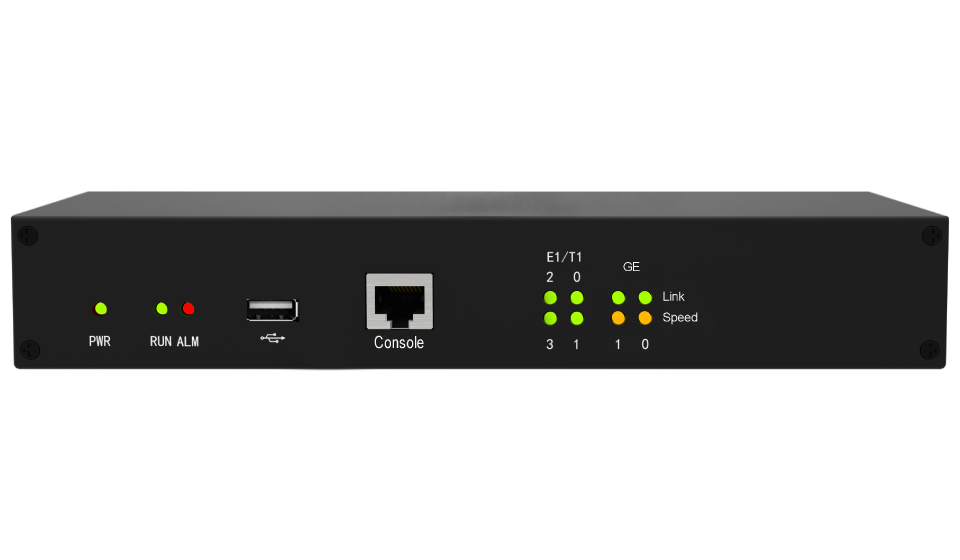 E1/T1
GE
2 0
Link
Speed
PWR
RUN ALM
Console
3 1 1 0